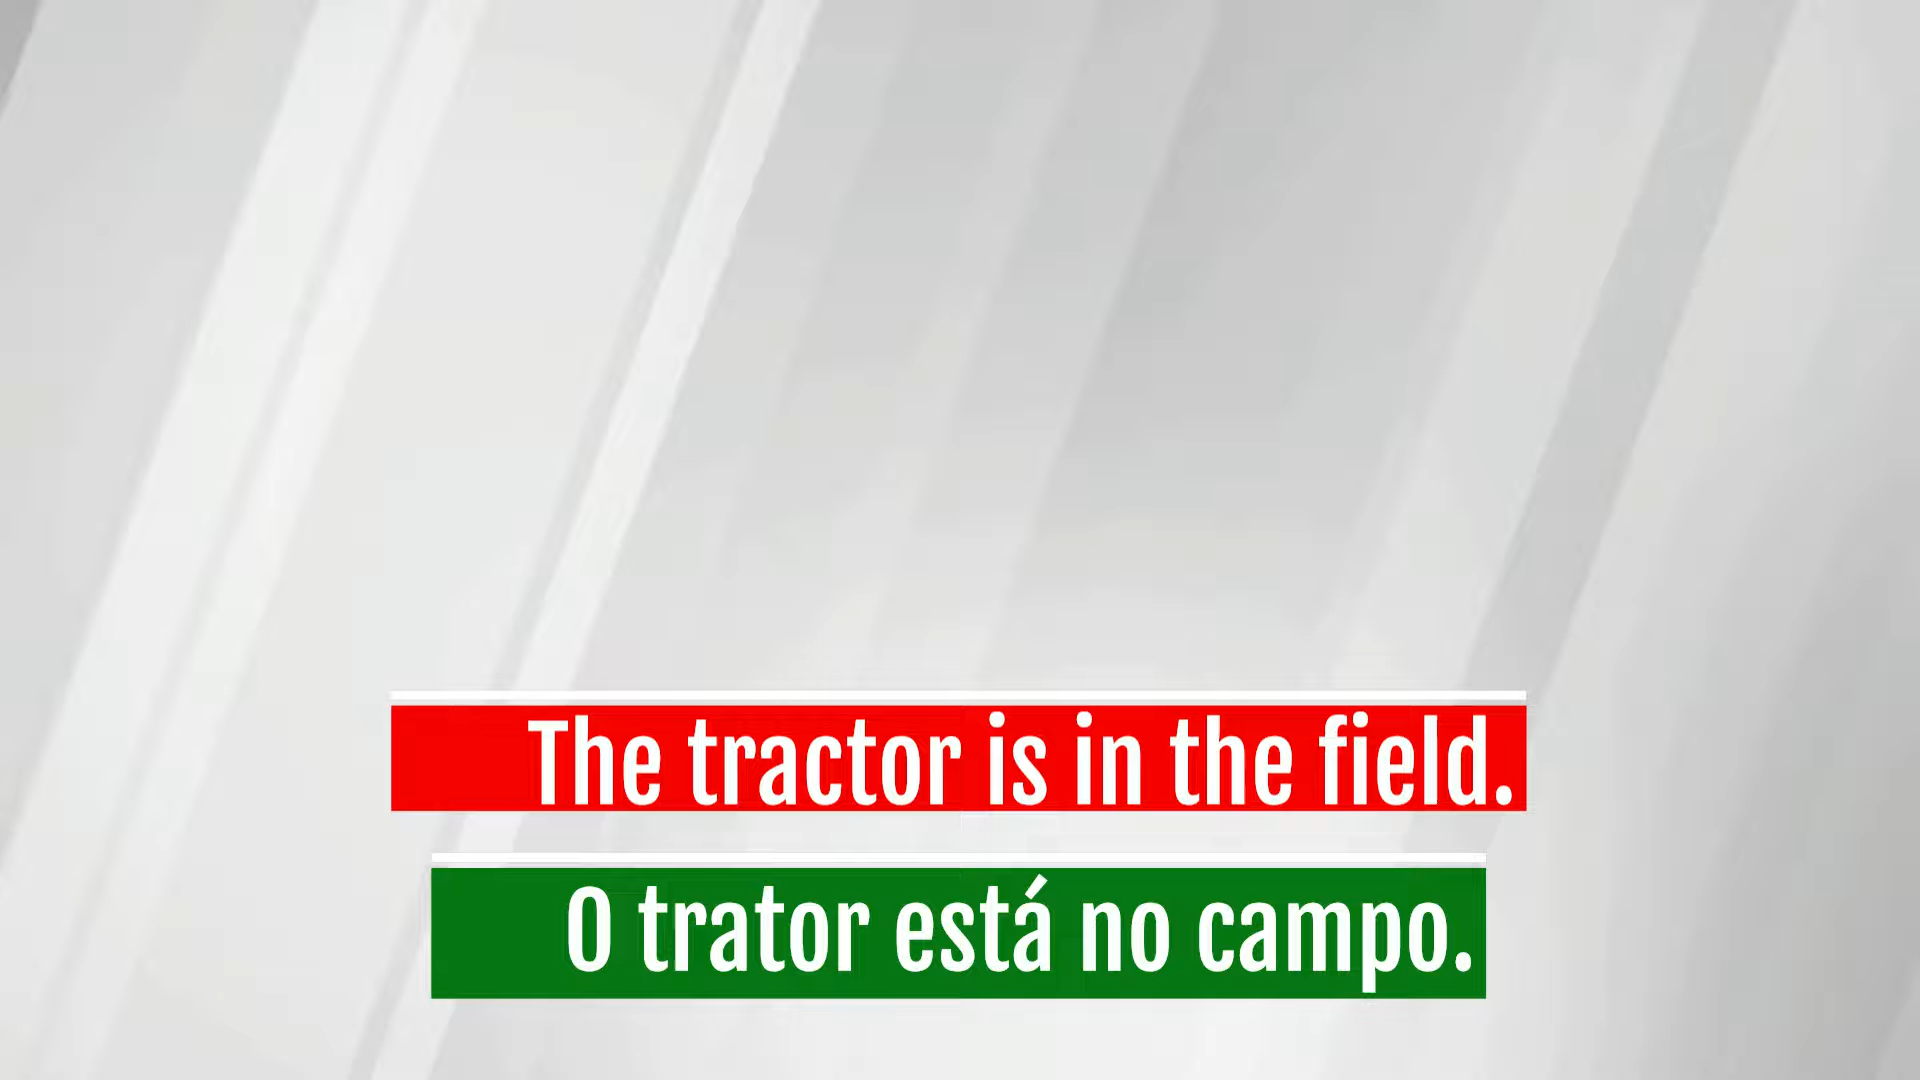 The tractor is in the field.
O trator está no campo.